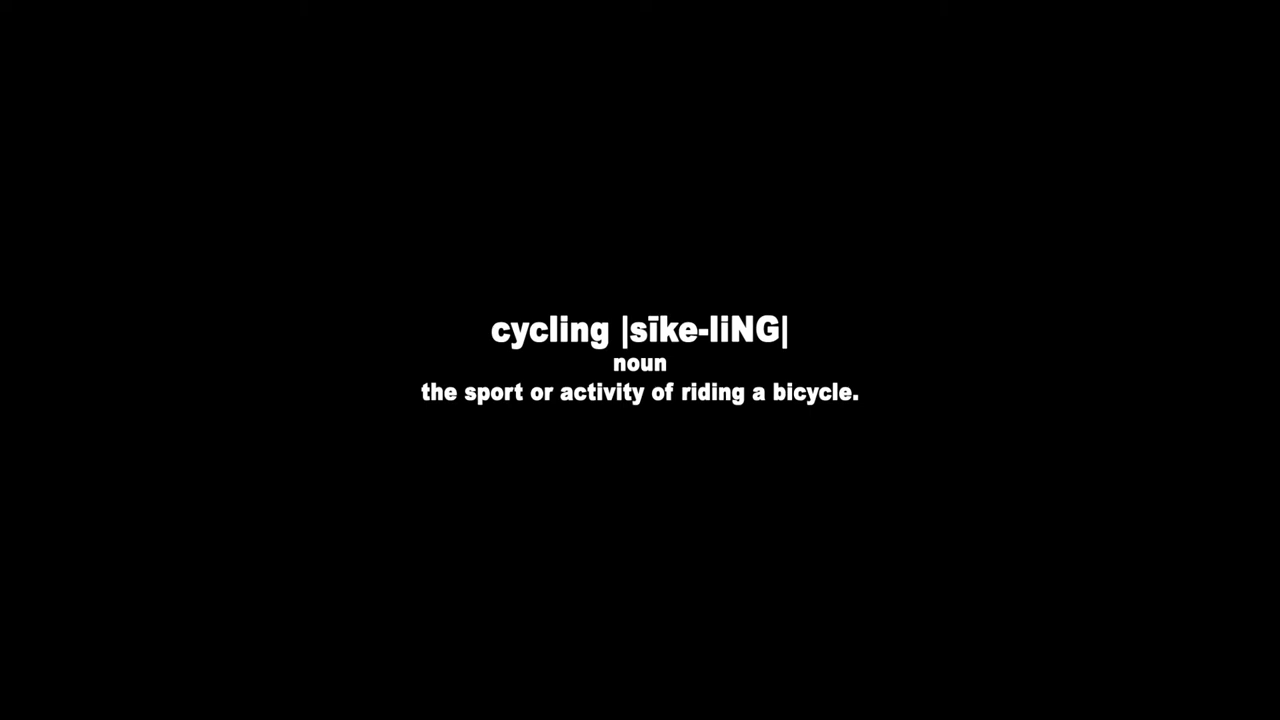 cycling |sīke-liNG|
noun
the sport or activity of riding a bicycle.